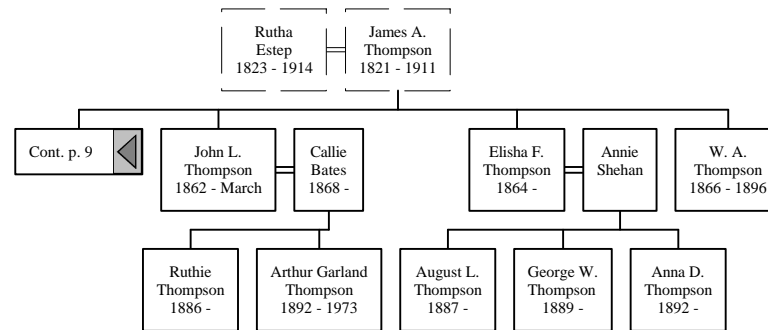 Rutha
Estep
1823 - 1914
James A.
Thompson
1821 - 1911
Cont. p. 9
John L.
Thompson
1862 - March
Callie
Bates
1868 -
Elisha F.
Thompson
1864 -
Annie
Shehan
W. A.
Thompson
1866 - 1896
Ruthie
Thompson
1886 -
Arthur Garland
Thompson
1892 - 1973
August L.
Thompson
1887 -
George W.
Thompson
1889 -
Anna D.
Thompson
1892 -